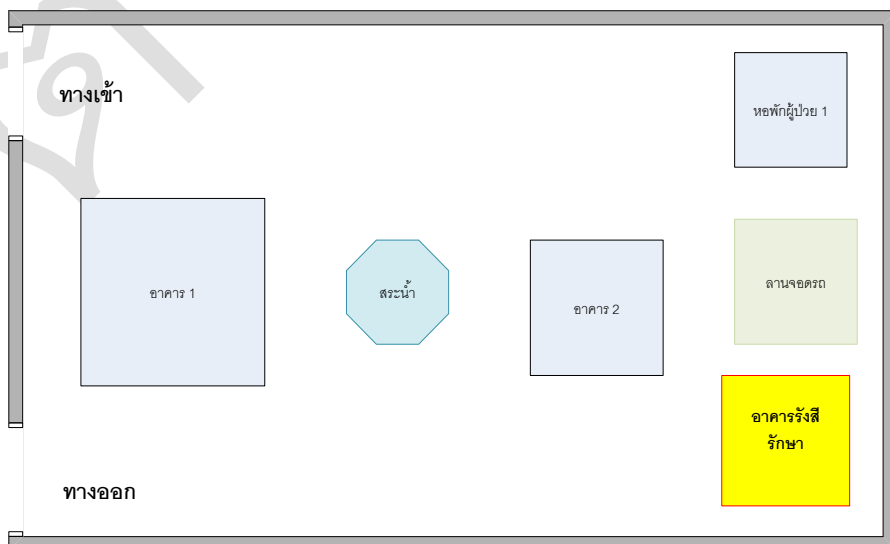 ทางเข้า
หอพักผู้ป่วย 1
อาคาร 1
สระน้ำ
อาคาร 2
ลานจอดรถ
อาคารรังสี
รักษา
ทางออก